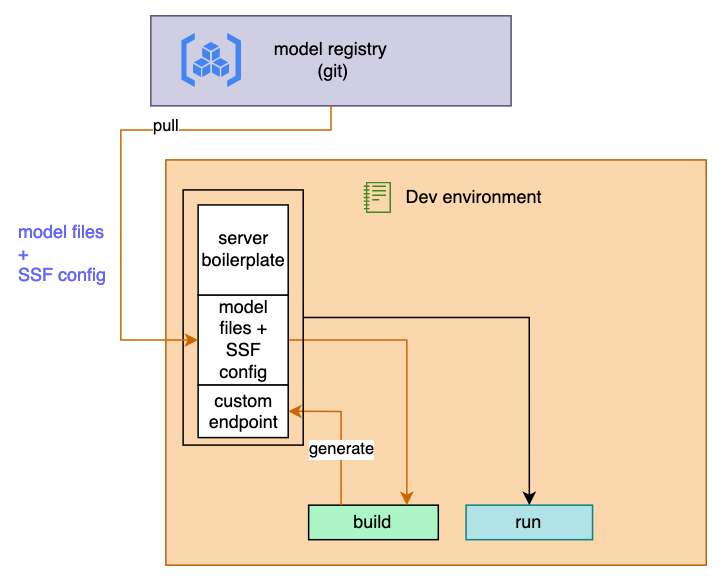 model registry
(git)
pull
Dev environment
model files
+
SSF config
server
boilerplate
model
files +
SSF
config
custom
endpoint
generate
build
run